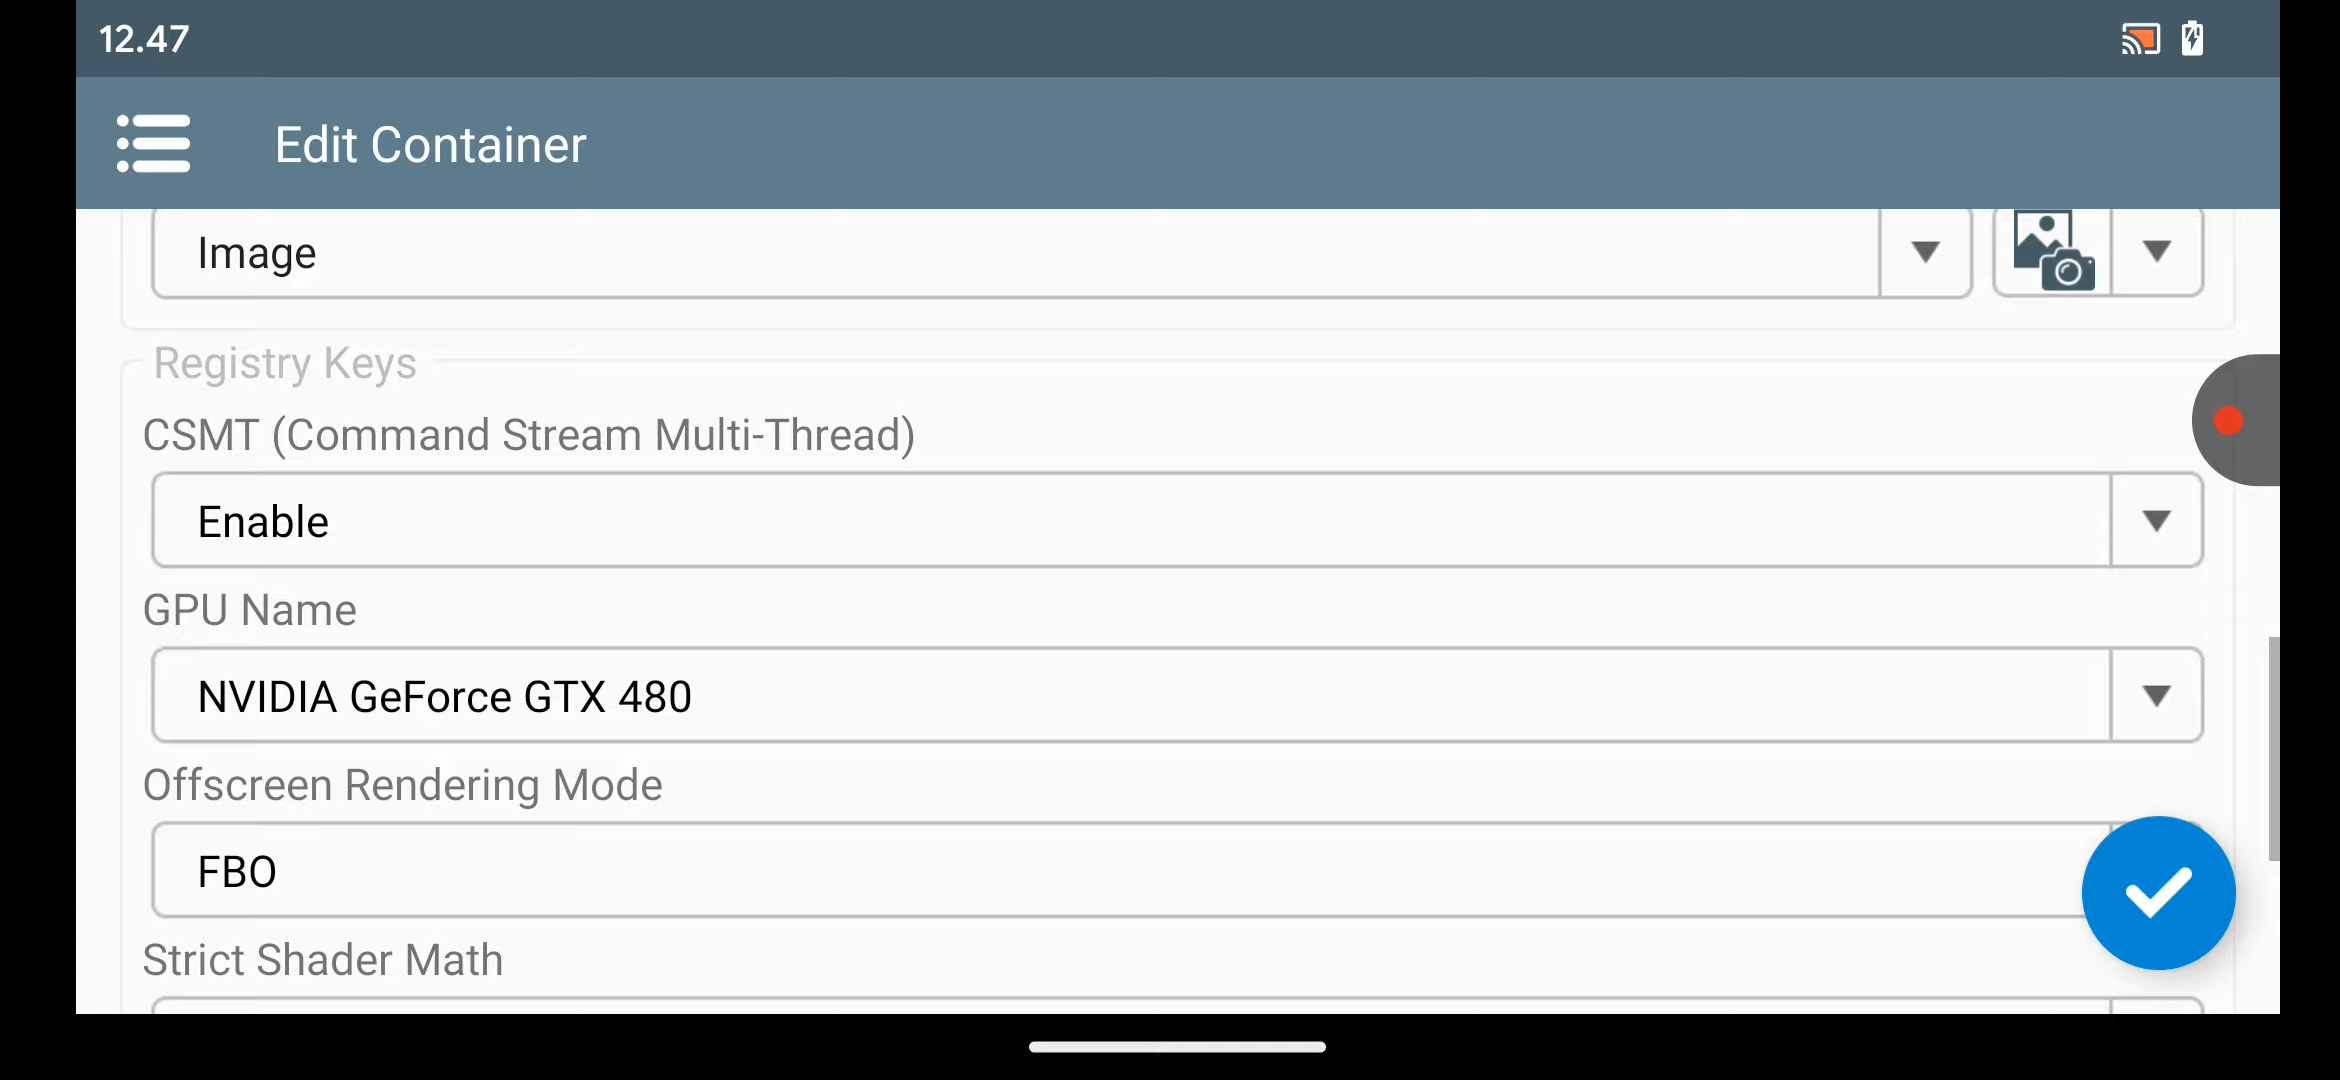 12.47
Edit Container
Image
Registry Keys
CSMT (Command Stream Multi-Thread)
Enable
GPU Name
NVIDIA GeForce GTX 480
Offscreen Rendering Mode
FBO
Strict Shader Math